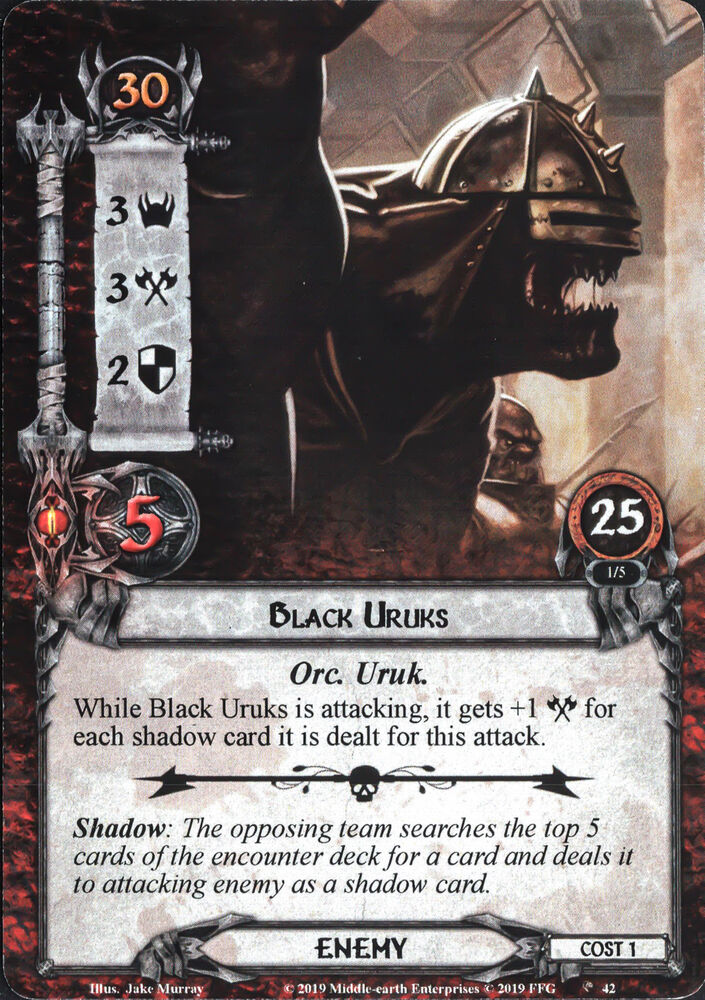 30
3
3
2
5
25
1/5
BLACK URUKS
Orc. Uruk.
While Black Uruks is attacking, it gets +1 for
each shadow card it is dealt for this attack.
Shadow: The opposing team searches the top 5
cards of the encounter deck for a card and deals it
to attacking enemy as a shadow card.
ENEMY
COST 1
Illus. Jake Murray © 2019 Middle-earth Enterprises © 2019 FFG 42